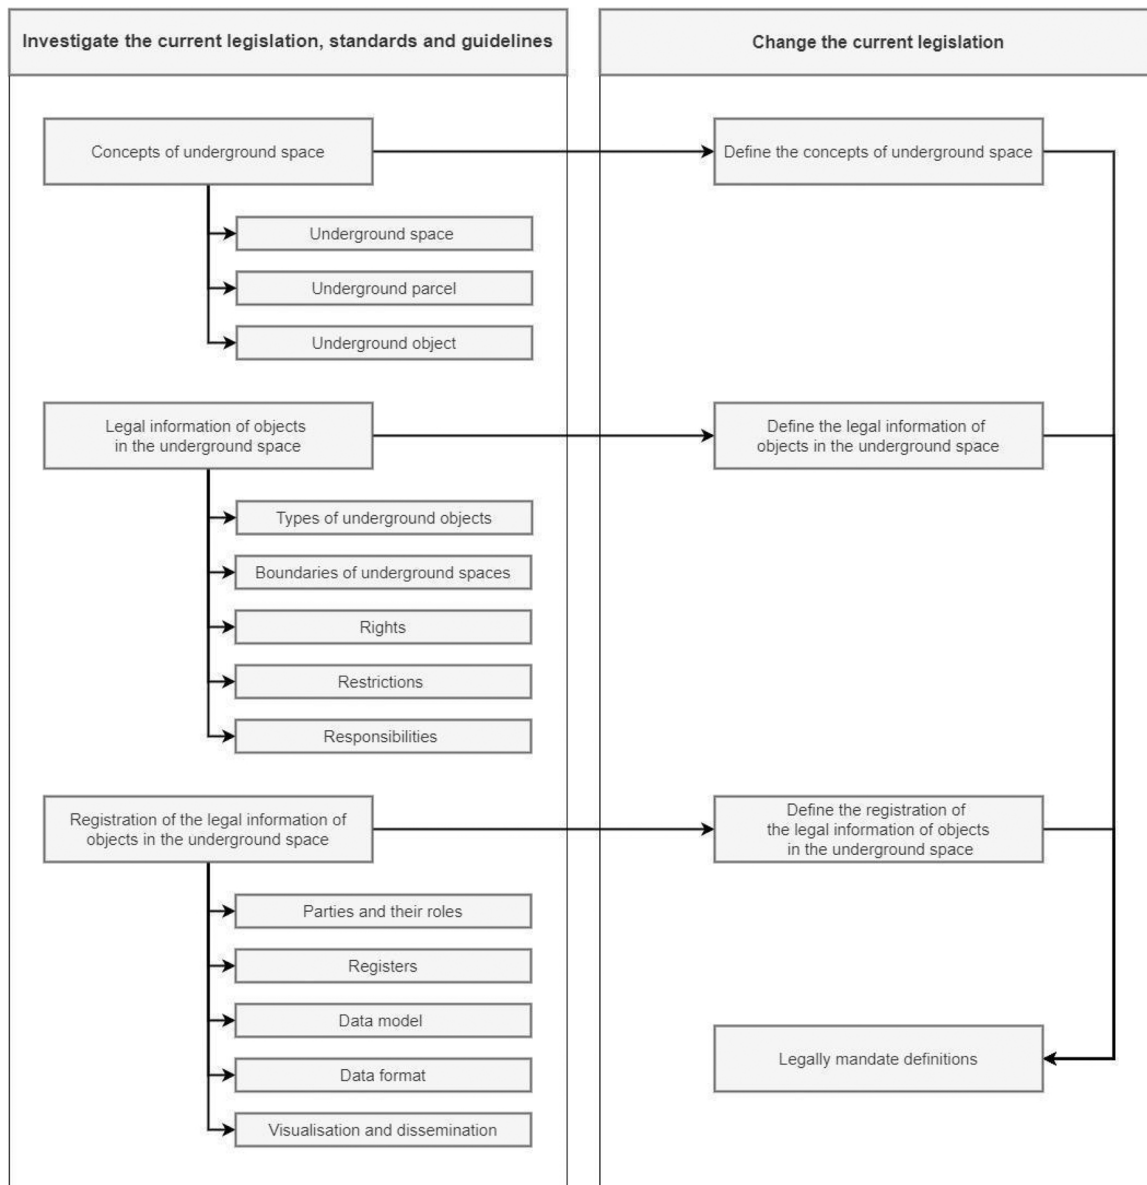 Investigate the current legislation, standards and guidelines
Change the current legislation
Concepts of underground space
Define the concepts of underground space
Underground space
Underground parcel
Underground object
Legal information of objects
in the underground space
Define the legal information of
objects in the underground space
Types of underground objects
Boundaries of underground spaces
Rights
Restrictions
Responsibilities
Registration of the legal information of
objects in the underground space
Define the registration of
the legal information of objects
in the underground space
Parties and their roles
Registers
Data model
Data format
Visualisation and dissemination
Legally mandate definitions